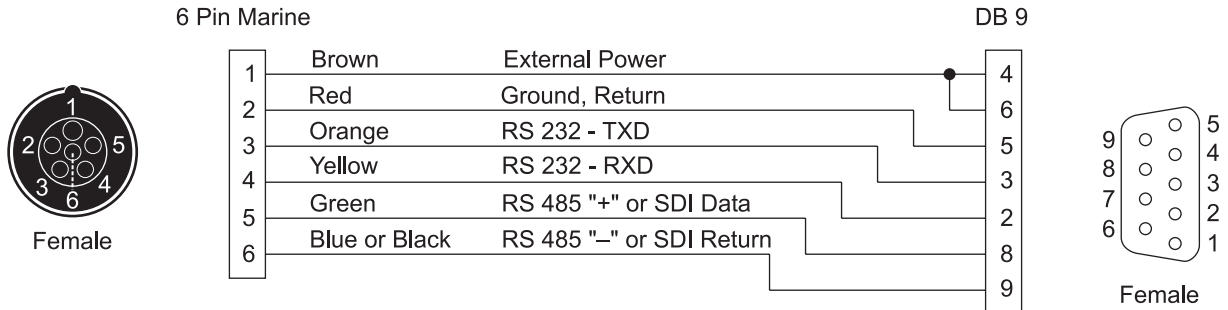 6 Pin Marine
DB 9
1 Brown External Power 4
6
2 Red Ground, Return 5
3 Orange RS 232 - TXD 3
4 Yellow RS 232 - RXD 2
5 Green RS 485 "+" or SDI Data 8
6 Blue or Black RS 485 "–" or SDI Return 9
1
2 5
3 4
6
Female
5
9
4
8
3
7
2
6
1
Female